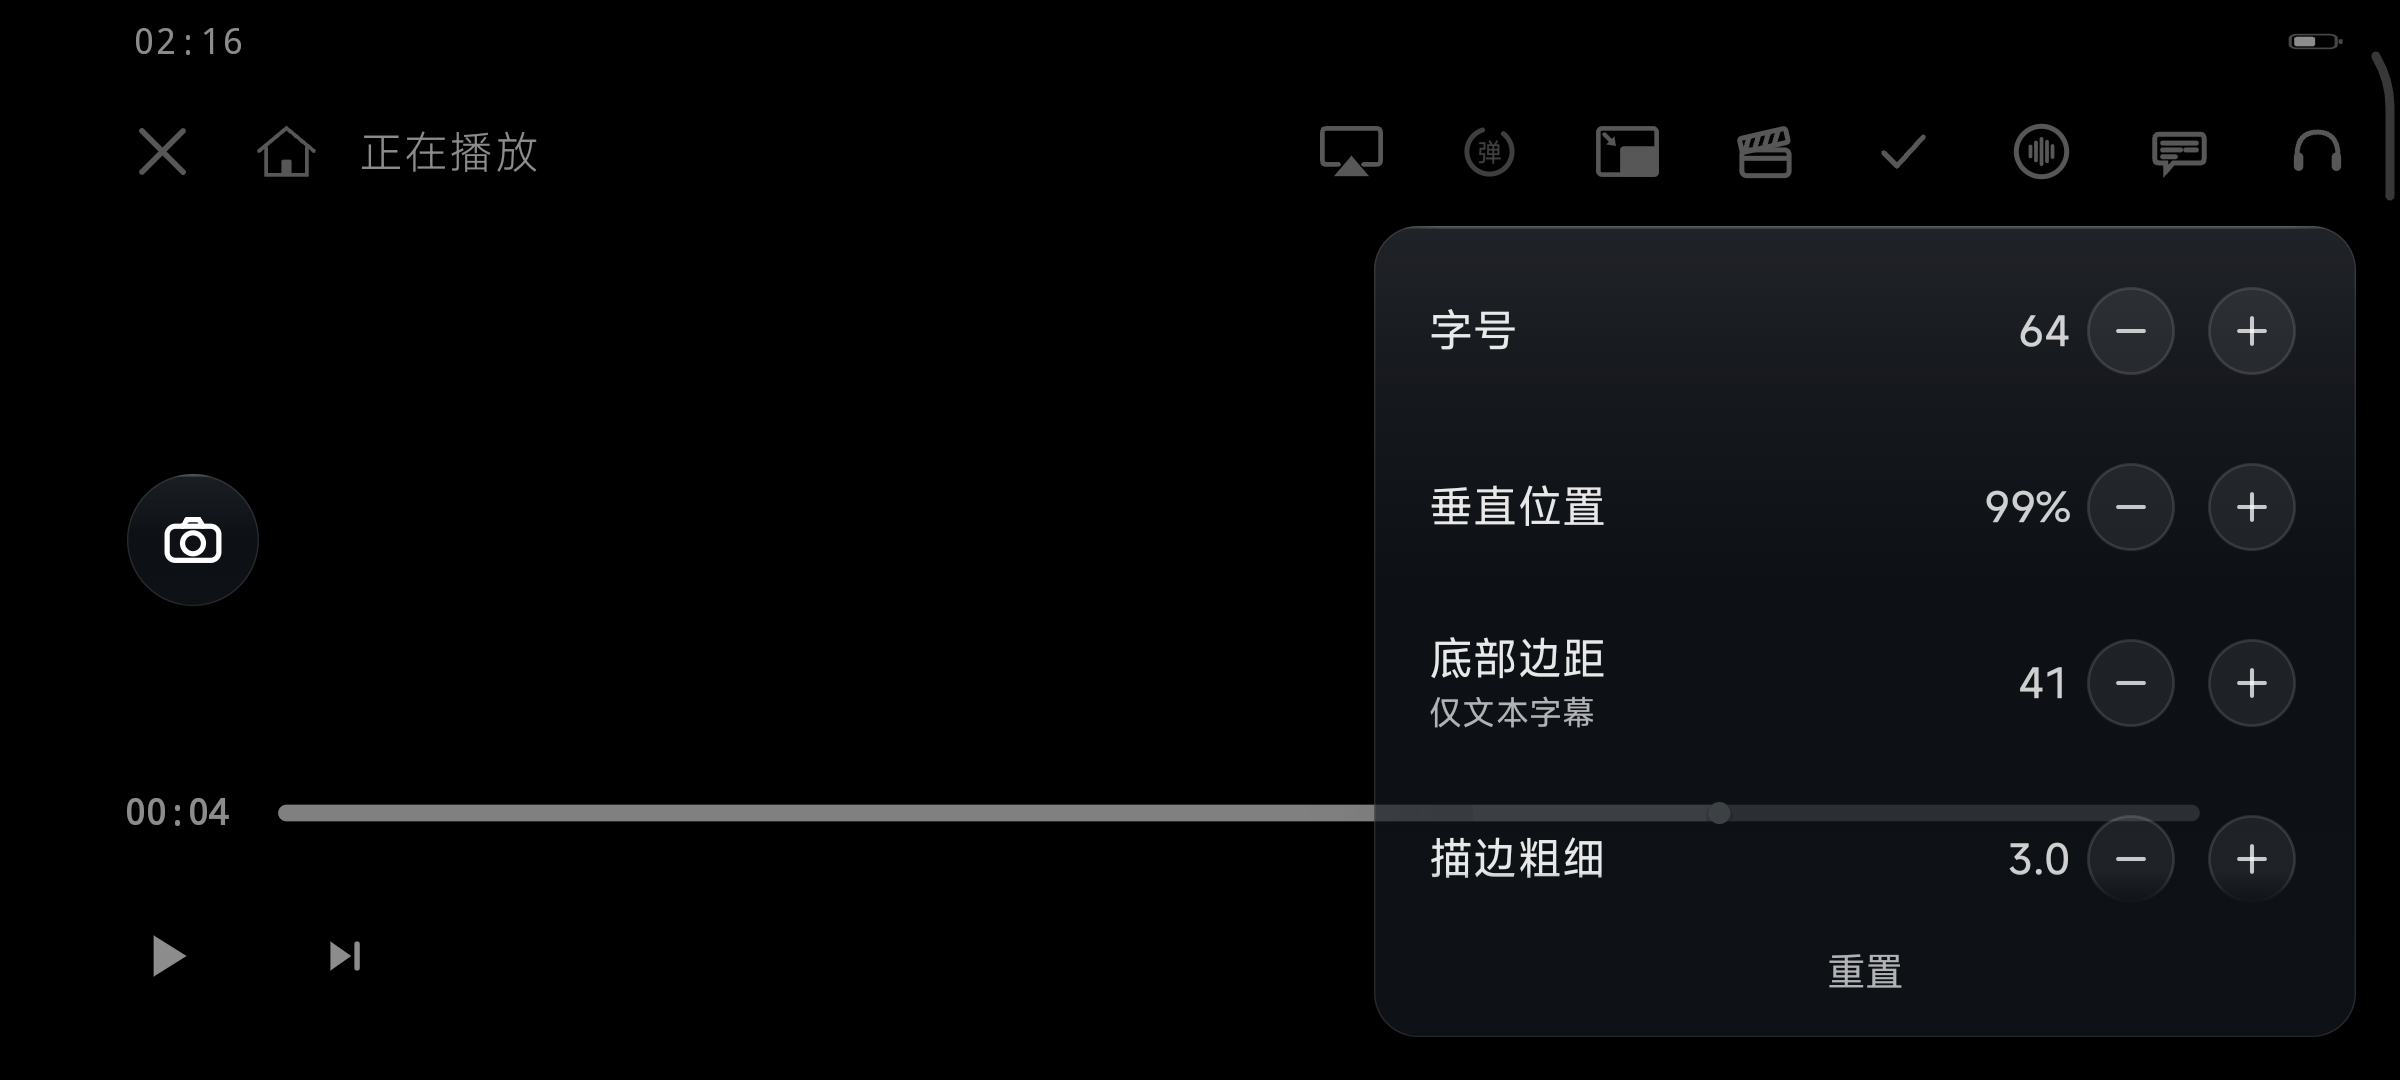 02:16
正在播放
弹
字号 64
垂直位置 99%
底部边距 41
仅文本字幕
00:04
描边粗细 3.0
重置